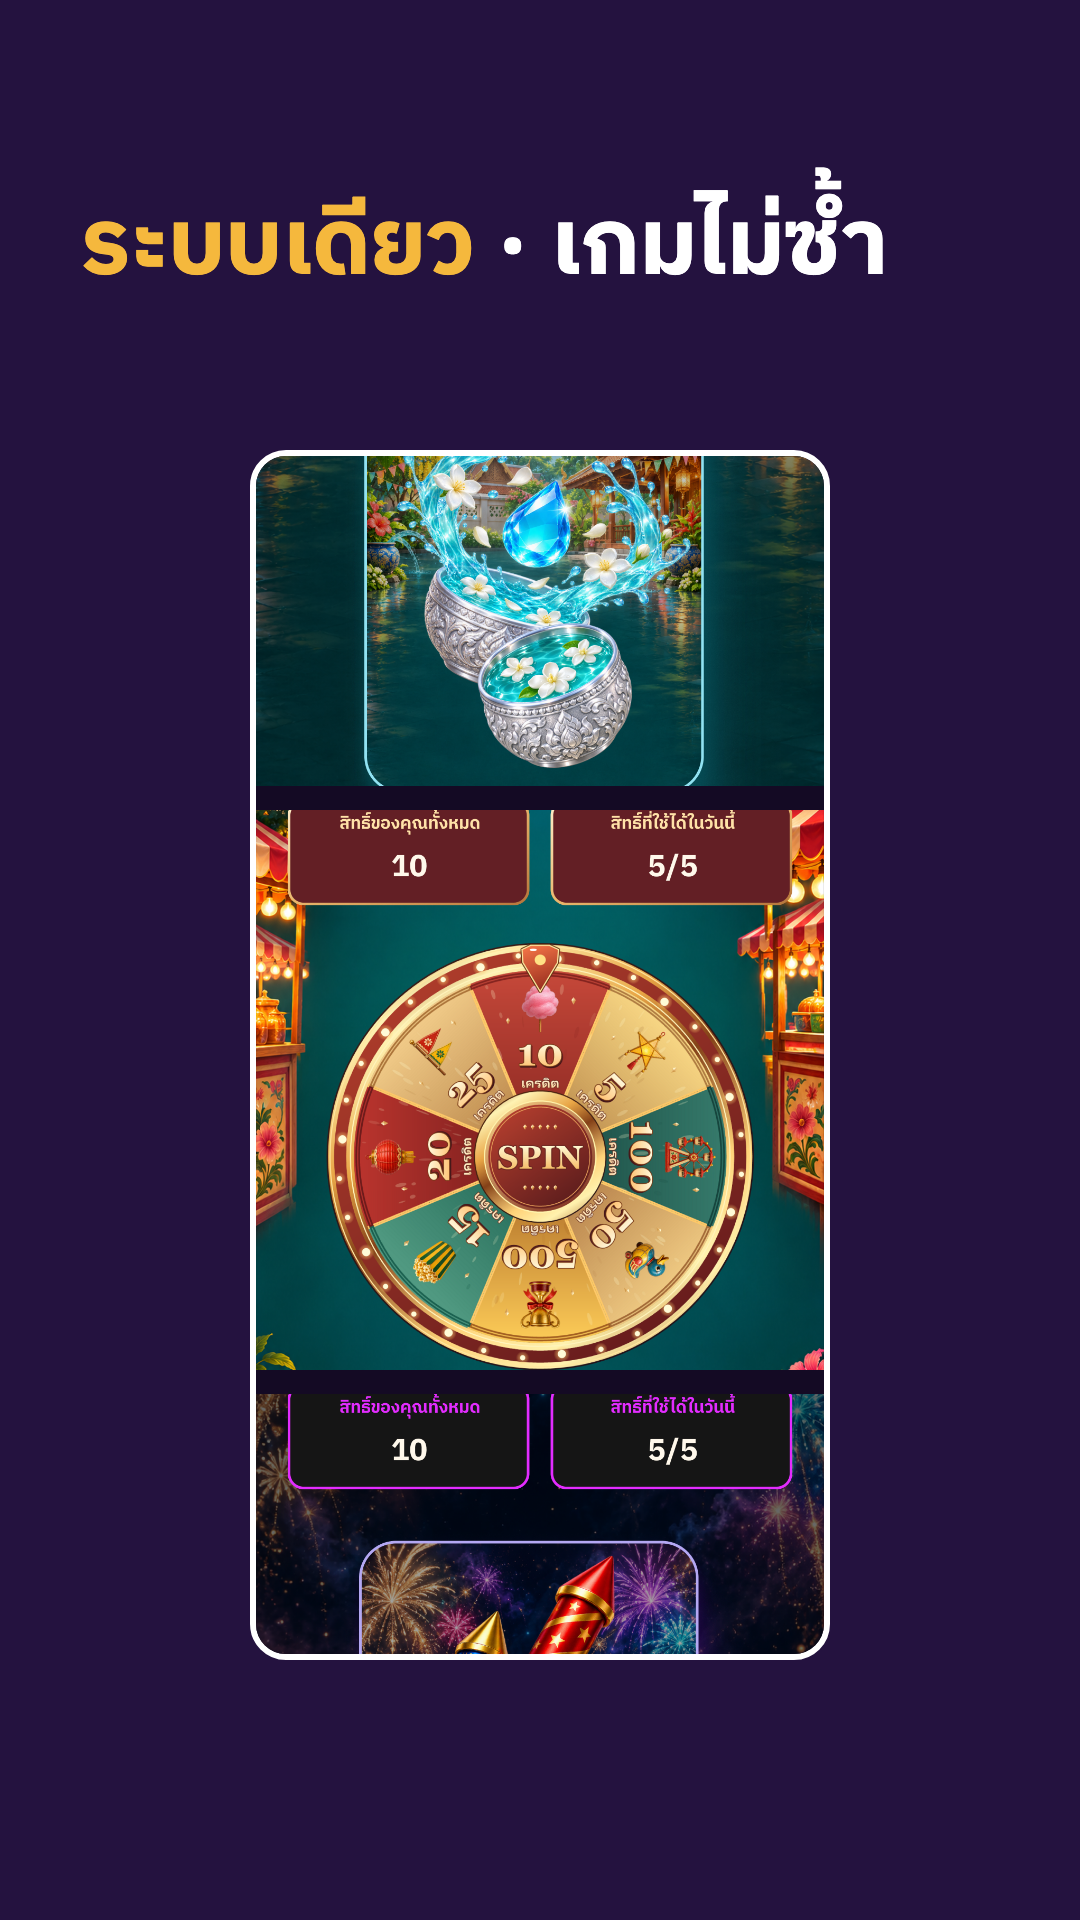 ระบบเดียว · เกมไม่ซ้ำ
สิทธิ์ของคุณทั้งหมด
10
สิทธิ์ที่ใช้ได้ในวันนี้
5/5
10
เครดิต
5
เครดิต
100
เครดิต
50
เครดิต
500
เครดิต
15
เครดิต
20
เครดิต
25
เครดิต
SPIN
สิทธิ์ของคุณทั้งหมด
10
สิทธิ์ที่ใช้ได้ในวันนี้
5/5